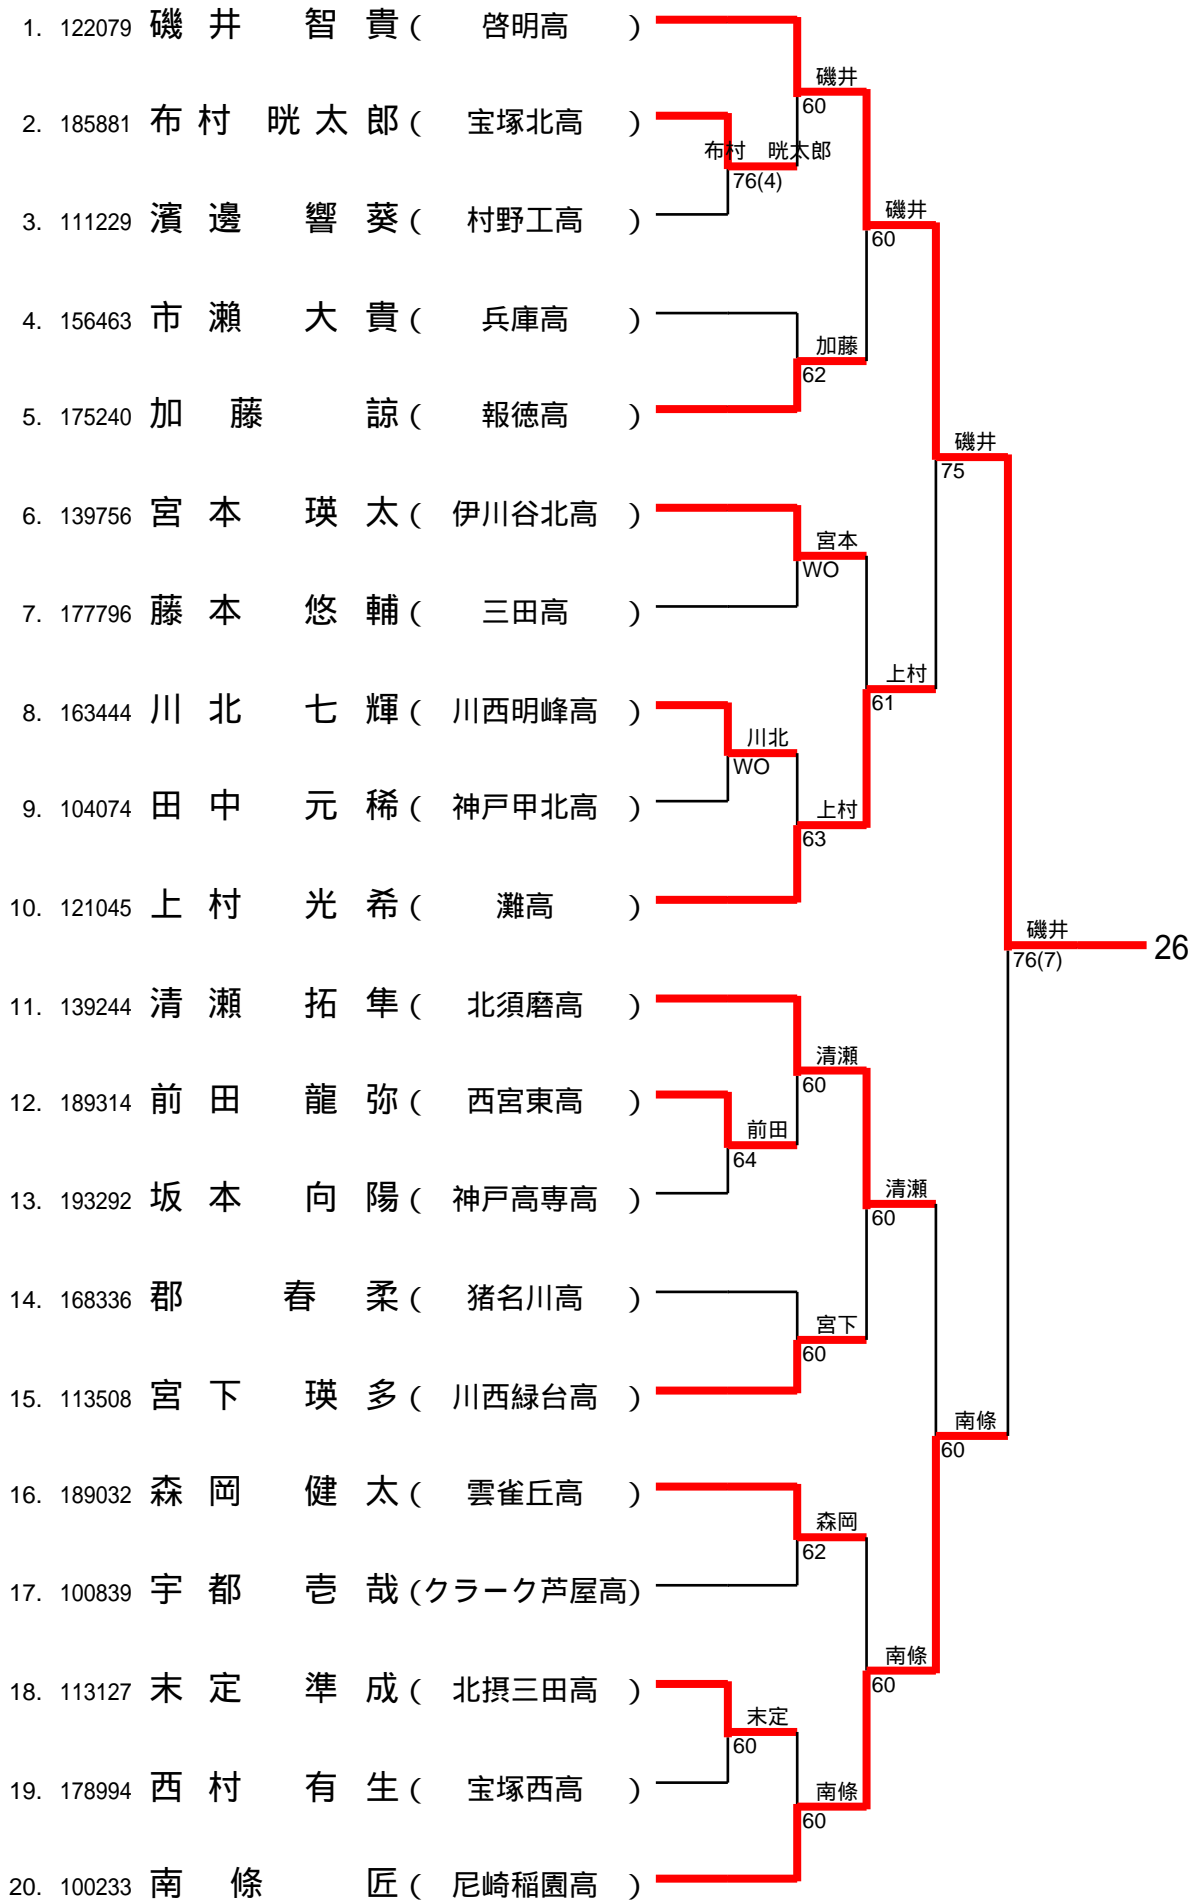 1. 122079 磯井 智貴 ( 啓明高 )
磯井
60
2. 185881 布村 晄太郎 ( 宝塚北高 )
布村 晄太郎
76(4)
3. 111229 濱邊 響葵 ( 村野工高 )
磯井
60
4. 156463 市瀬 大貴 ( 兵庫高 )
加藤
62
5. 175240 加藤 諒 ( 報徳高 )
磯井
75
6. 139756 宮本 瑛太 ( 伊川谷北高 )
宮本
WO
7. 177796 藤本 悠輔 ( 三田高 )
上村
61
8. 163444 川北 七輝 ( 川西明峰高 )
川北
WO
9. 104074 田中 元稀 ( 神戸甲北高 )
上村
63
10. 121045 上村 光希 ( 灘高 )
磯井
76(7)
26
11. 139244 清瀬 拓隼 ( 北須磨高 )
清瀬
60
12. 189314 前田 龍弥 ( 西宮東高 )
前田
64
13. 193292 坂本 向陽 ( 神戸高専高 )
清瀬
60
14. 168336 郡 春柔 ( 猪名川高 )
宮下
60
15. 113508 宮下 瑛多 ( 川西緑台高 )
南條
60
16. 189032 森岡 健太 ( 雲雀丘高 )
森岡
62
17. 100839 宇都 壱哉 (クラーク芦屋高)
南條
60
18. 113127 末定 準成 ( 北摂三田高 )
末定
60
19. 178994 西村 有生 ( 宝塚西高 )
南條
60
20. 100233 南條 匠 ( 尼崎稲園高 )